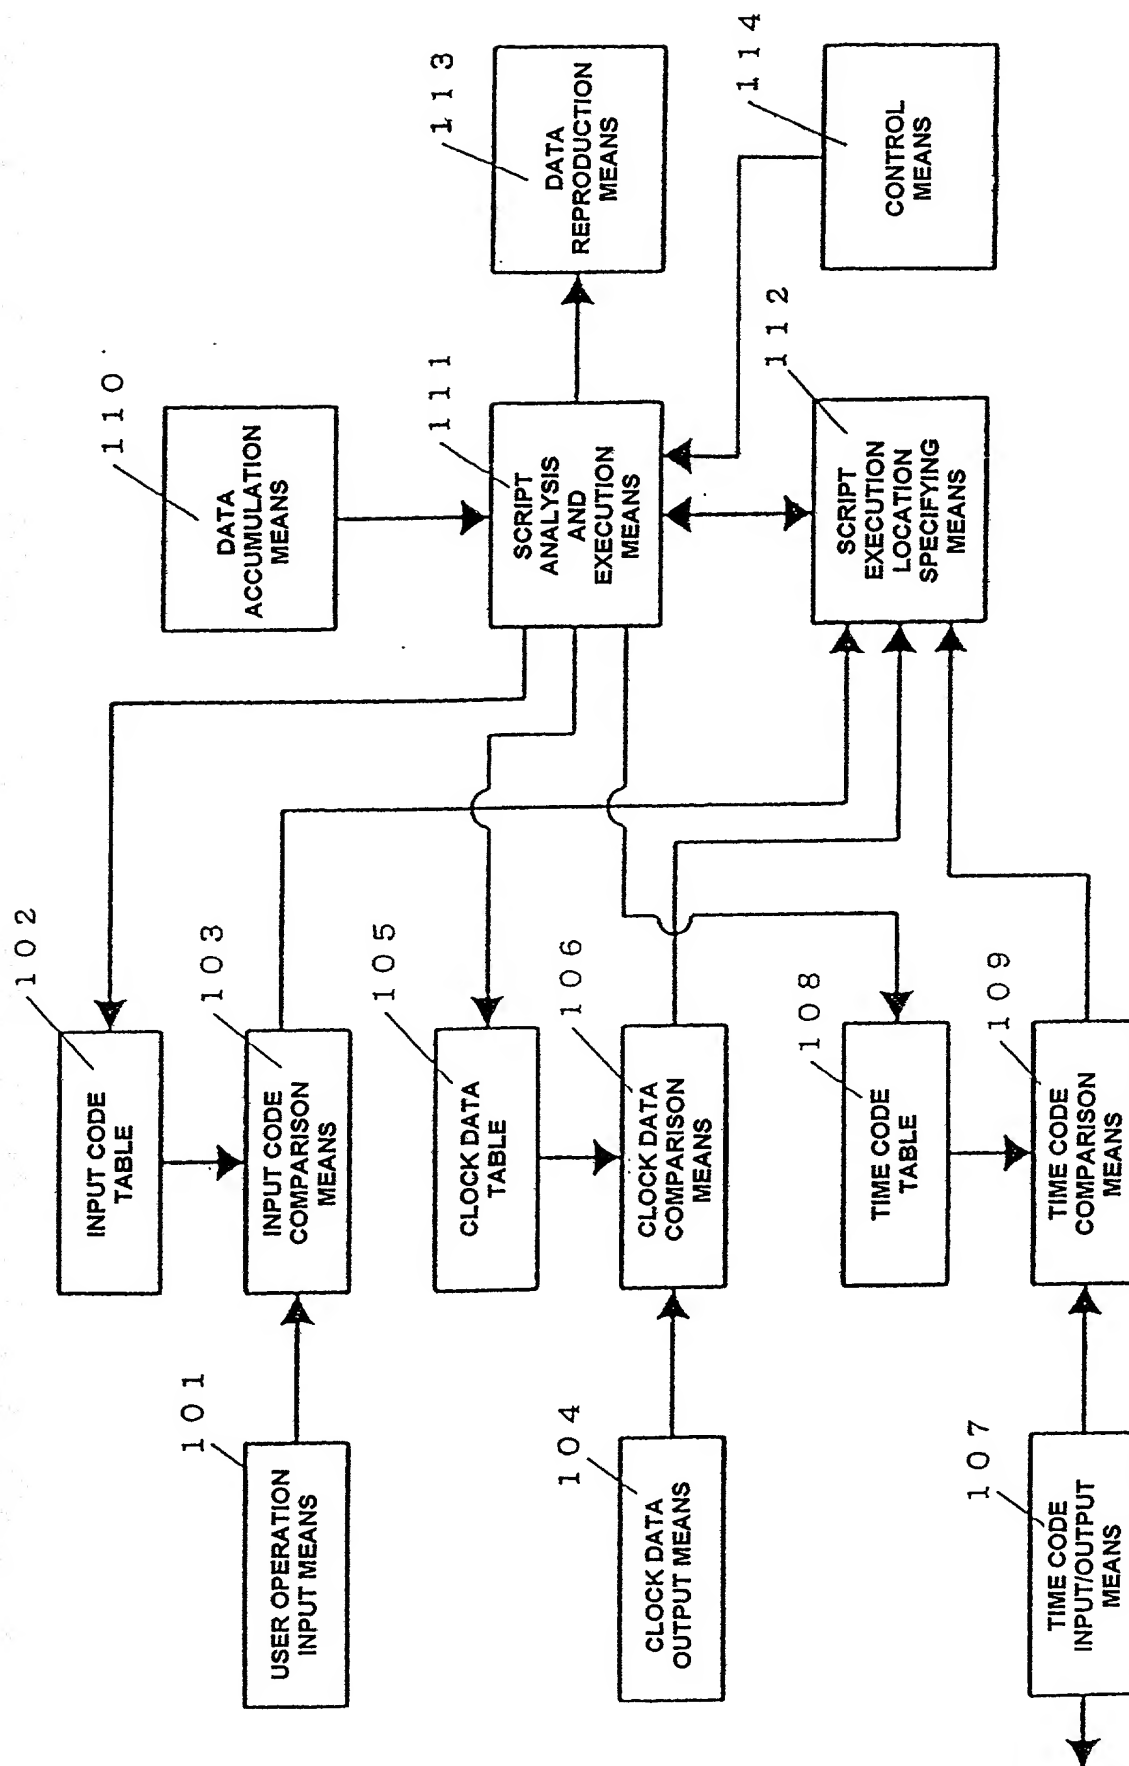 101
USER OPERATION
INPUT MEANS
102
INPUT CODE
TABLE
103
INPUT CODE
COMPARISON
MEANS
104
CLOCK DATA
OUTPUT MEANS
105
CLOCK DATA
TABLE
106
CLOCK DATA
COMPARISON
MEANS
107
TIME CODE
INPUT/OUTPUT
MEANS
108
TIME CODE
TABLE
109
TIME CODE
COMPARISON
MEANS
110
DATA
ACCUMULATION
MEANS
111
SCRIPT
ANALYSIS
AND
EXECUTION
MEANS
112
SCRIPT
EXECUTION
LOCATION
SPECIFYING
MEANS
113
DATA
REPRODUCTION
MEANS
114
CONTROL
MEANS